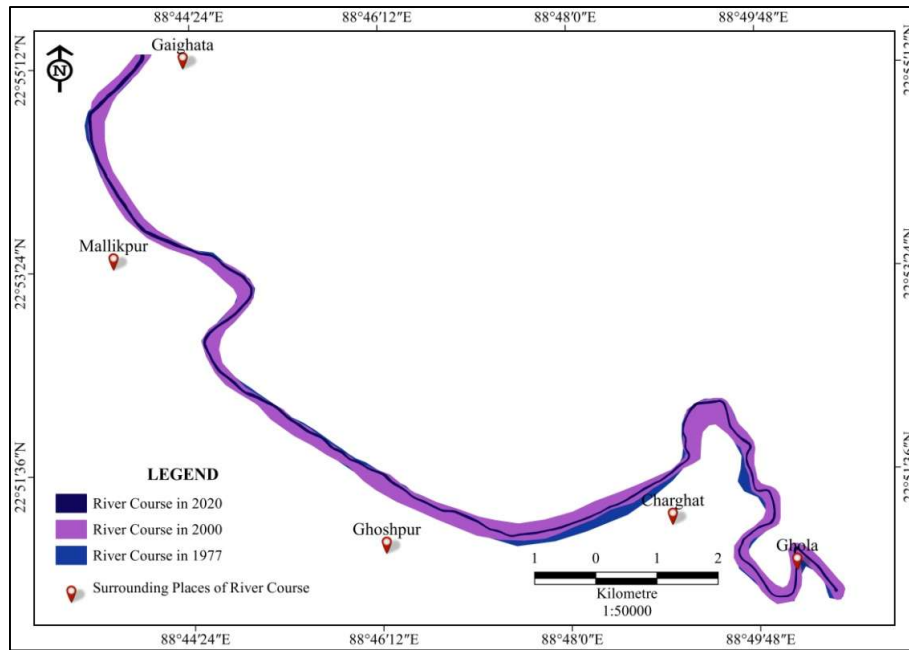 88°44′24″E 88°46′12″E 88°48′0″E 88°49′48″E
Gaighata
N
22°55′12″N 22°55′12″N
Mallikpur
22°53′24″N 22°53′24″N
22°51′36″N 22°51′36″N
LEGEND
River Course in 2020
River Course in 2000
River Course in 1977
Surrounding Places of River Course
Ghoshpur
Charghat
Ghola
1 0 1 2
Kilometre
1:50000
88°44′24″E 88°46′12″E 88°48′0″E 88°49′48″E